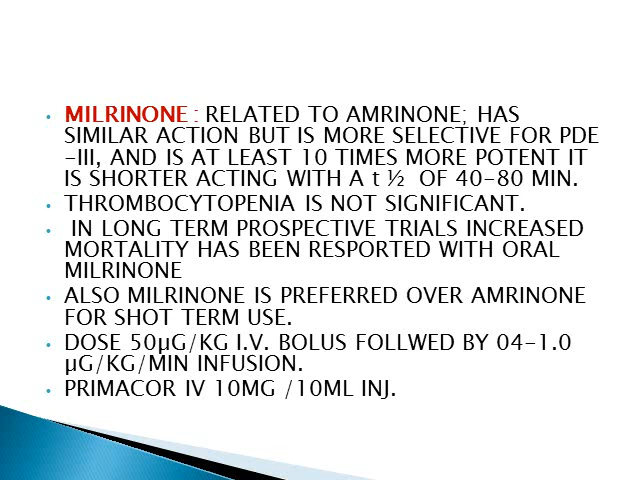 • MILRINONE : RELATED TO AMRINONE; HAS
SIMILAR ACTION BUT IS MORE SELECTIVE FOR PDE
-III, AND IS AT LEAST 10 TIMES MORE POTENT IT
IS SHORTER ACTING WITH A t ½ OF 40-80 MIN.
• THROMBOCYTOPENIA IS NOT SIGNIFICANT.
• IN LONG TERM PROSPECTIVE TRIALS INCREASED
MORTALITY HAS BEEN RESPORTED WITH ORAL
MILRINONE
• ALSO MILRINONE IS PREFERRED OVER AMRINONE
FOR SHOT TERM USE.
• DOSE 50µG/KG I.V. BOLUS FOLLWED BY 04-1.0
µG/KG/MIN INFUSION.
• PRIMACOR IV 10MG /10ML INJ.